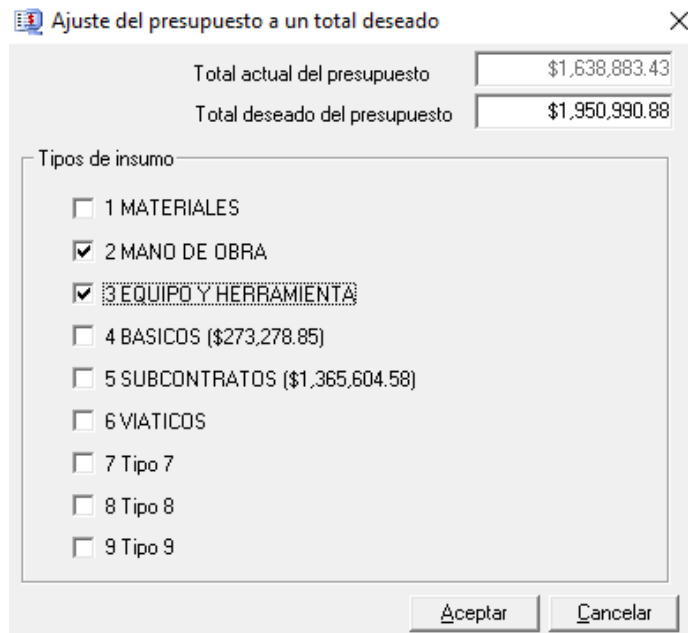 Ajuste del presupuesto a un total deseado
Total actual del presupuesto $1,638,883.43
Total deseado del presupuesto $1,950,990.88
Tipos de insumo
1 MATERIALES
2 MANO DE OBRA
3 EQUIPO Y HERRAMIENTA
4 BASICOS ($273,278.85)
5 SUBCONTRATOS ($1,365,604.58)
6 VIATICOS
7 Tipo 7
8 Tipo 8
9 Tipo 9
Aceptar Cancelar